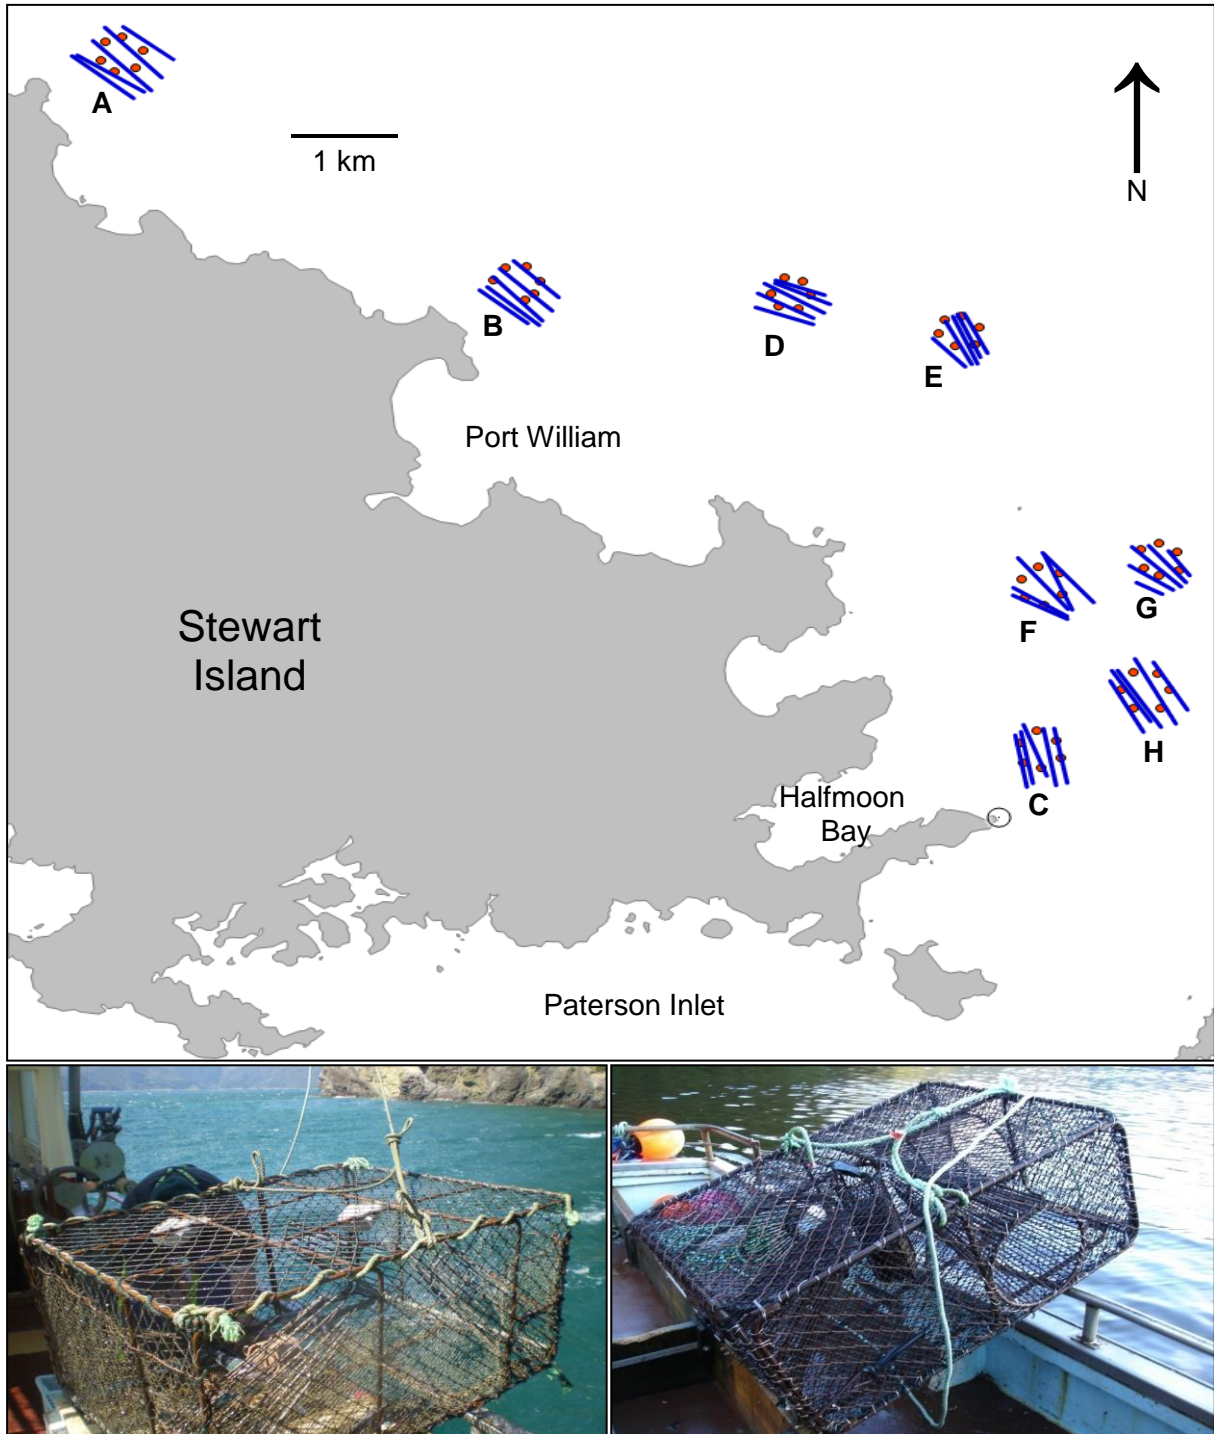 A
1 km
N
B
D
E
Port William
Stewart
Island
F
G
H
C
Halfmoon
Bay
Paterson Inlet